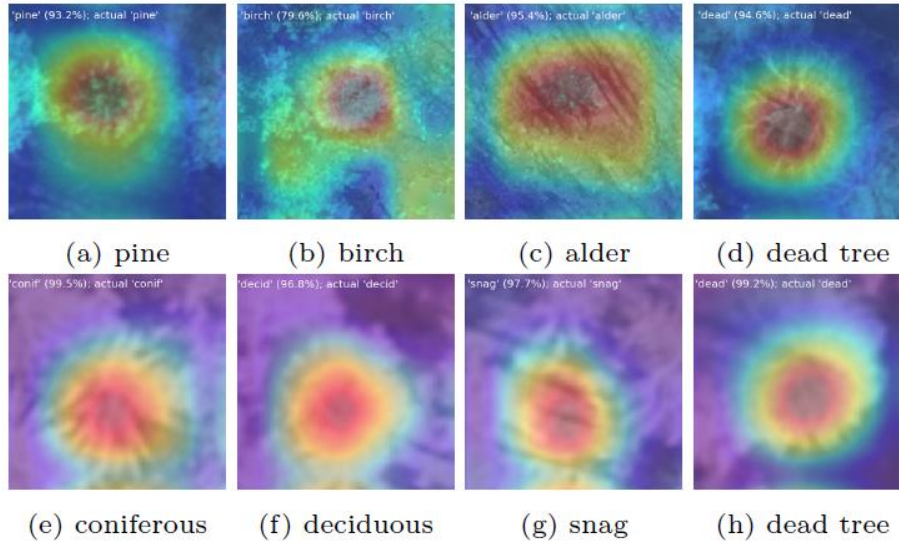 'pine' (93.2%); actual 'pine'
'birch' (79.6%); actual 'birch'
'alder' (95.4%); actual 'alder'
'dead' (94.6%); actual 'dead'
(a) pine
(b) birch
(c) alder
(d) dead tree
'conif' (99.5%); actual 'conif'
'decid' (96.8%); actual 'decid'
'snag' (97.7%); actual 'snag'
'dead' (99.2%); actual 'dead'
(e) coniferous
(f) deciduous
(g) snag
(h) dead tree